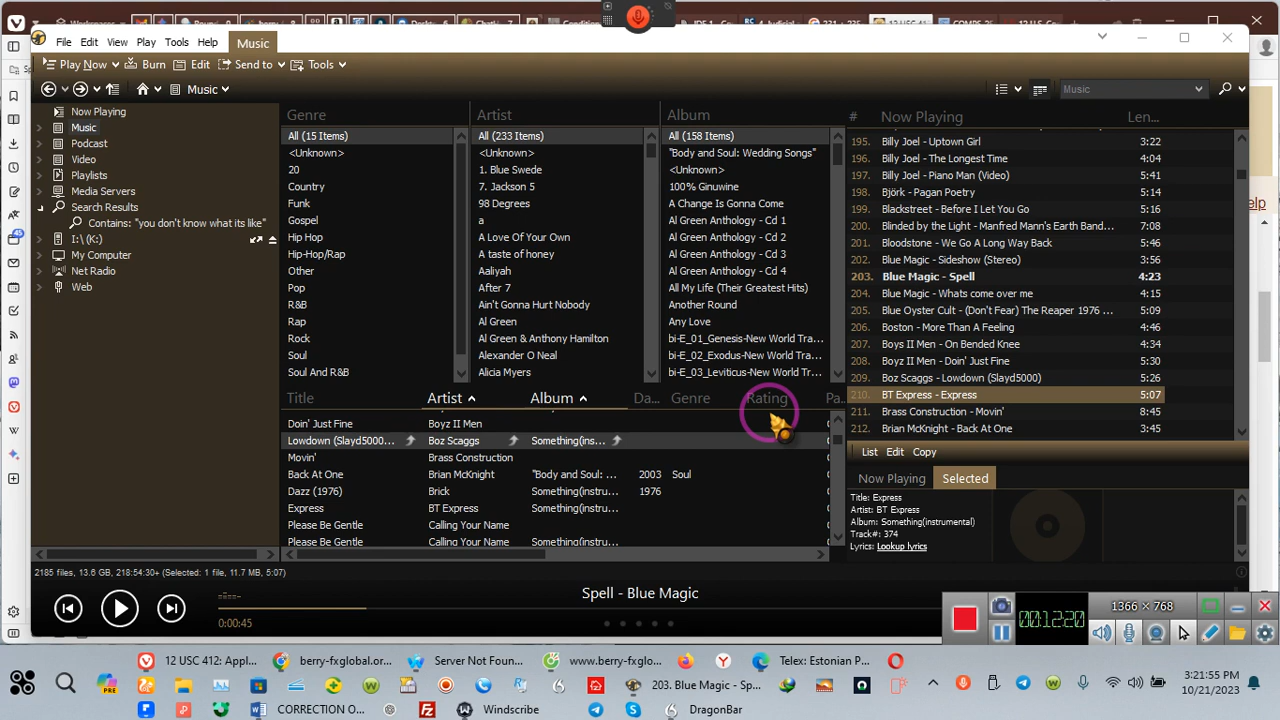 File Edit View Play Tools Help Music
Play Now Burn Edit Send to Tools
Music Music
Now Playing
Music
Podcast
Video
Playlists
Media Servers
Search Results
Contains: "you don't know what its like"
I:\ (K:)
My Computer
Net Radio
Web
Genre
All (15 Items)
<Unknown>
20
Country
Funk
Gospel
Hip Hop
Hip-Hop/Rap
Other
Pop
R&B
Rap
Rock
Soul
Soul And R&B
Artist
All (233 Items)
<Unknown>
1. Blue Swede
7. Jackson 5
98 Degrees
a
A Love Of Your Own
A taste of honey
Aaliyah
After 7
Ain't Gonna Hurt Nobody
Al Green
Al Green & Anthony Hamilton
Alexander O Neal
Alicia Myers
Album
All (158 Items)
"Body and Soul: Wedding Songs"
<Unknown>
100% Ginuwine
A Change Is Gonna Come
Al Green Anthology - Cd 1
Al Green Anthology - Cd 2
Al Green Anthology - Cd 3
Al Green Anthology - Cd 4
All My Life (Their Greatest Hits)
Another Round
Any Love
bi-E_01_Genesis-New World Tra...
bi-E_02_Exodus-New World Tra...
bi-E_03_Leviticus-New World Tr...
# Now Playing Len...
195. Billy Joel - Uptown Girl 3:22
196. Billy Joel - The Longest Time 4:04
197. Billy Joel - Piano Man (Video) 5:41
198. Björk - Pagan Poetry 5:14
199. Blackstreet - Before I Let You Go 5:16
200. Blinded by the Light - Manfred Mann's Earth Band... 7:08
201. Bloodstone - We Go A Long Way Back 5:46
202. Blue Magic - Sideshow (Stereo) 3:56
203. Blue Magic - Spell 4:23
204. Blue Magic - Whats come over me 4:15
205. Blue Oyster Cult - (Don't Fear) The Reaper 1976 ... 5:09
206. Boston - More Than A Feeling 4:46
207. Boys II Men - On Bended Knee 4:34
208. Boyz II Men - Doin' Just Fine 5:30
209. Boz Scaggs - Lowdown (Slayd5000) 5:26
210. BT Express - Express 5:07
211. Brass Construction - Movin' 8:45
212. Brian McKnight - Back At One 3:45
Title Artist Album Da... Genre Rating Pa...
Doin' Just Fine Boyz II Men
Lowdown (Slayd5000... Boz Scaggs Something(ins...
Movin' Brass Construction
Back At One Brian McKnight "Body and Soul: ... 2003 Soul
Dazz (1976) Brick Something(instru... 1976
Express BT Express Something(instru...
Please Be Gentle Calling Your Name
Please Be Gentle Calling Your Name Something(instru...
List Edit Copy
Now Playing Selected
Title: Express
Artist: BT Express
Album: Something(instrumental)
Track#: 374
Lyrics: Lookup lyrics
2185 files, 13.6 GB, 218:54:30+ (Selected: 1 file, 11.7 MB, 5:07)
Spell - Blue Magic
0:00:45
1366 × 768
00:12:20
45
elp
12 USC 412: Appl... berry-fxglobal.or... Server Not Foun... www.berry-fx.glo... Telex: Estonian P...
PRE 203. Blue Magic - Sp...
3:21:55 PM
10/21/2023
CORRECTION O... Windscribe DragonBar